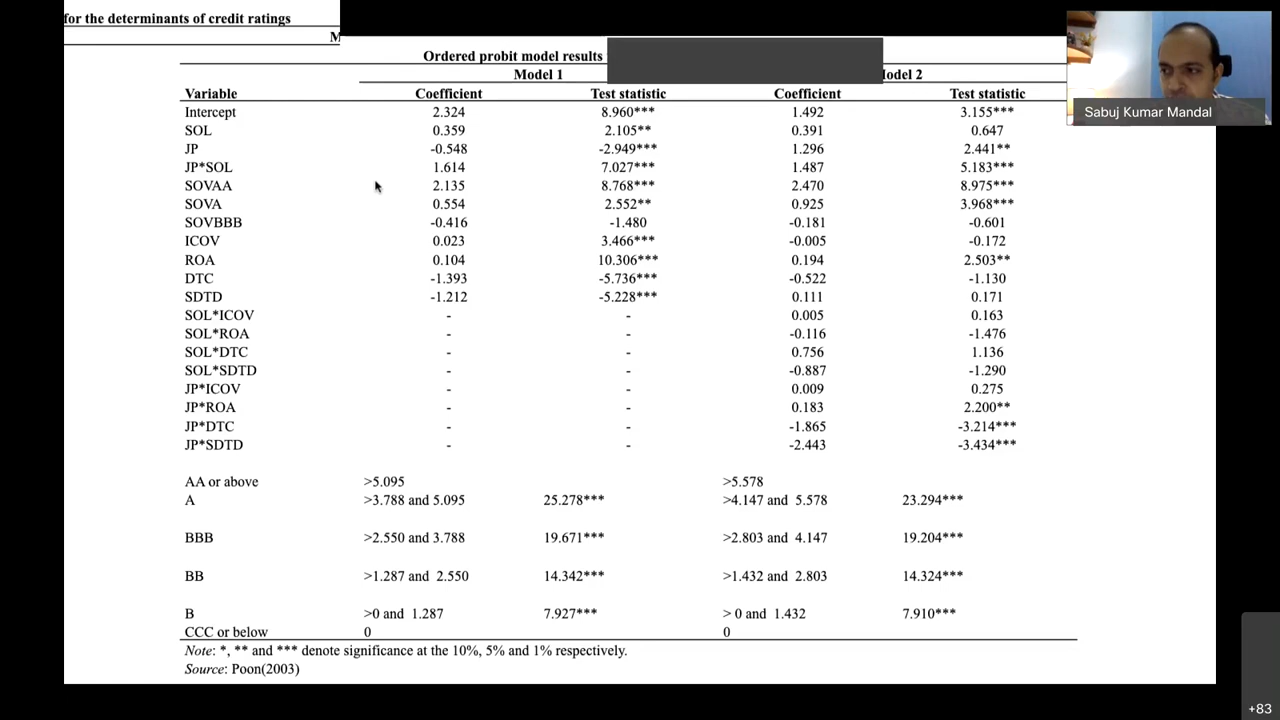 for the determinants of credit ratings
M
Ordered probit model results
Model 1 lodel 2
Variable Coefficient Test statistic Coefficient Test statistic
Intercept 2.324 8.960*** 1.492 3.155***
SOL 0.359 2.105** 0.391 0.647
JP -0.548 -2.949*** 1.296 2.441**
JP*SOL 1.614 7.027*** 1.487 5.183***
SOVAA 2.135 8.768*** 2.470 8.975***
SOVA 0.554 2.552** 0.925 3.968***
SOVBBB -0.416 -1.480 -0.181 -0.601
ICOV 0.023 3.466*** -0.005 -0.172
ROA 0.104 10.306*** 0.194 2.503**
DTC -1.393 -5.736*** -0.522 -1.130
SDTD -1.212 -5.228*** 0.111 0.171
SOL*ICOV - - 0.005 0.163
SOL*ROA - - -0.116 -1.476
SOL*DTC - - 0.756 1.136
SOL*SDTD - - -0.887 -1.290
JP*ICOV - - 0.009 0.275
JP*ROA - - 0.183 2.200**
JP*DTC - - -1.865 -3.214***
JP*SDTD - - -2.443 -3.434***
AA or above >5.095 >5.578
A >3.788 and 5.095 25.278*** >4.147 and 5.578 23.294***
BBB >2.550 and 3.788 19.671*** >2.803 and 4.147 19.204***
BB >1.287 and 2.550 14.342*** >1.432 and 2.803 14.324***
B >0 and 1.287 7.927*** > 0 and 1.432 7.910***
CCC or below 0 0
Note: *, ** and *** denote significance at the 10%, 5% and 1% respectively.
Source: Poon(2003)
Sabuj Kumar Mandal
+83